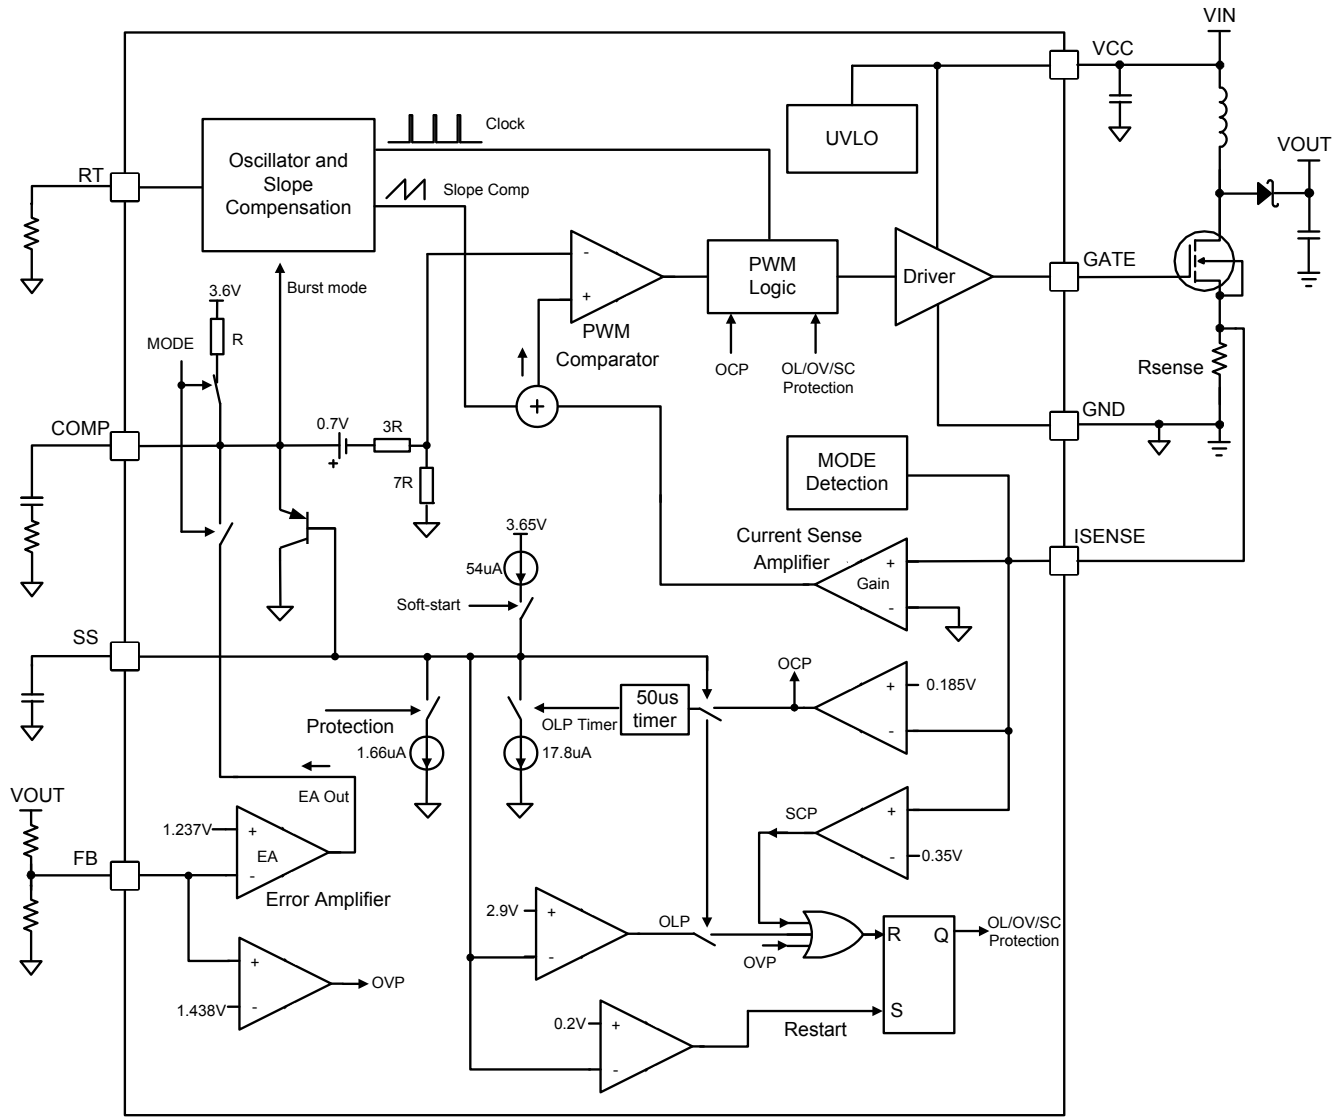 VIN
VCC
UVLO
Clock
Oscillator and
Slope
Compensation
VOUT
RT
Slope Comp
-
+
PWM
Comparator
PWM
Logic
Driver
GATE
3.6V
Burst mode
R
MODE
OCP
OL/OV/SC
Protection
Rsense
+
GND
COMP
0.7V
+
3R
7R
MODE
Detection
3.65V
54uA
Current Sense
Amplifier
+
Gain
-
ISENSE
Soft-start
SS
OCP
50us
timer
+
0.185V
-
Protection
OLP Timer
1.66uA
17.8uA
EA Out
VOUT
SCP
+
-
0.35V
1.237V
+
EA
-
FB
Error Amplifier
2.9V
+
-
OLP
OVP
R
Q
S
OL/OV/SC
Protection
+
1.438V
-
OVP
0.2V
+
-
Restart